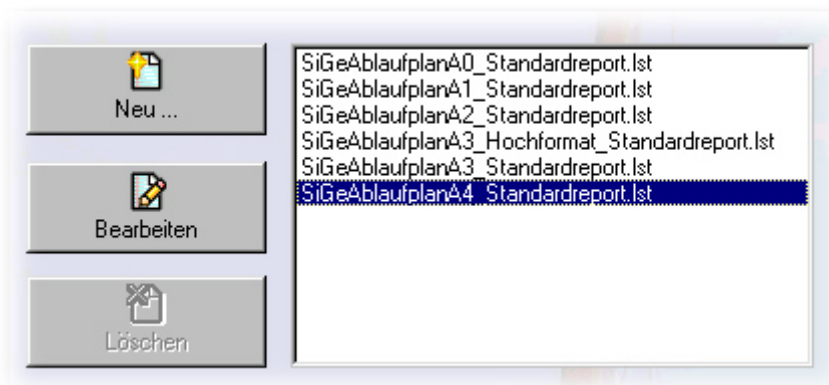 Neu ...
Bearbeiten
Löschen
SiGeAblaufplanA0_Standardreport.lst
SiGeAblaufplanA1_Standardreport.lst
SiGeAblaufplanA2_Standardreport.lst
SiGeAblaufplanA3_Hochformat_Standardreport.lst
SiGeAblaufplanA3_Standardreport.lst
SiGeAblaufplanA4_Standardreport.lst